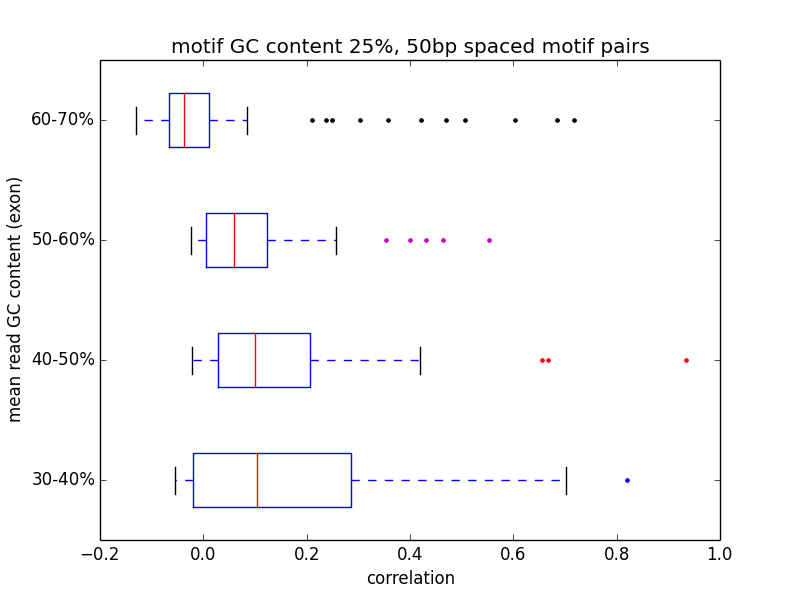 motif GC content 25%, 50bp spaced motif pairs
mean read GC content (exon)
60-70%
50-60%
40-50%
30-40%
−0.2 0.0 0.2 0.4 0.6 0.8 1.0
correlation